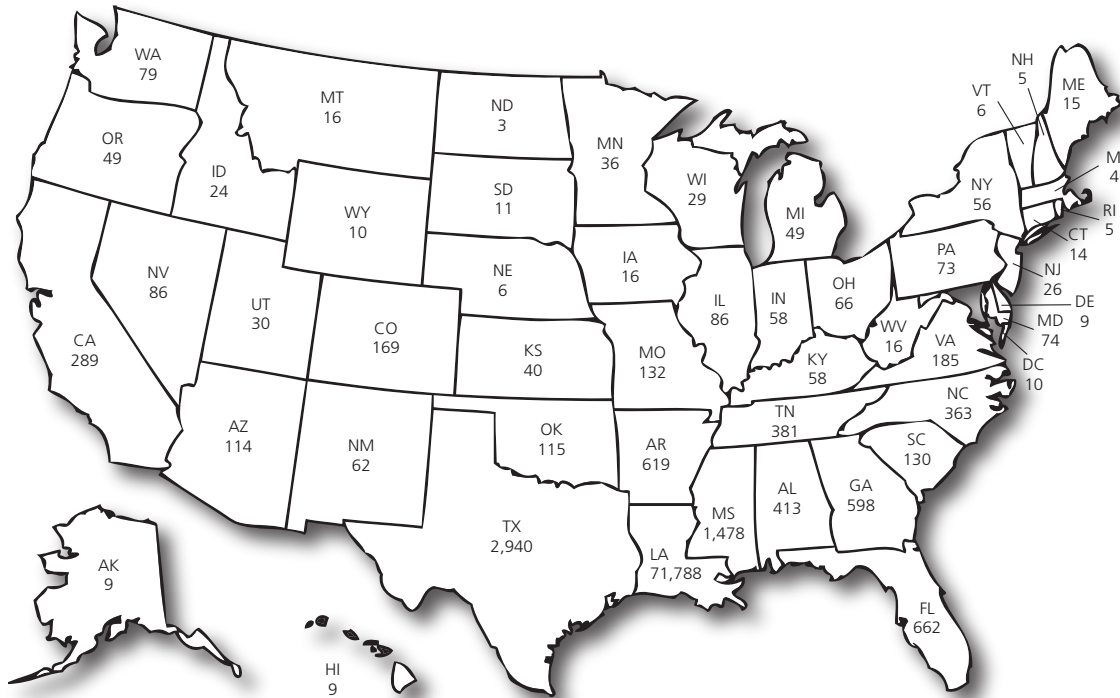 WA
79
MT
16
ND
3
MN
36
NH
5
VT
6
ME
15
OR
49
ID
24
SD
11
WI
29
MI
49
NY
56
M
4
RI
5
CT
14
WY
10
NV
86
UT
30
CO
169
NE
6
IA
16
IL
86
IN
58
OH
66
PA
73
NJ
26
DE
9
MD
74
DC
10
WV
16
VA
185
CA
289
KS
40
MO
132
KY
58
NC
363
AZ
114
NM
62
OK
115
AR
619
TN
381
SC
130
TX
2,940
LA
71,788
MS
1,478
AL
413
GA
598
FL
662
AK
9
HI
9